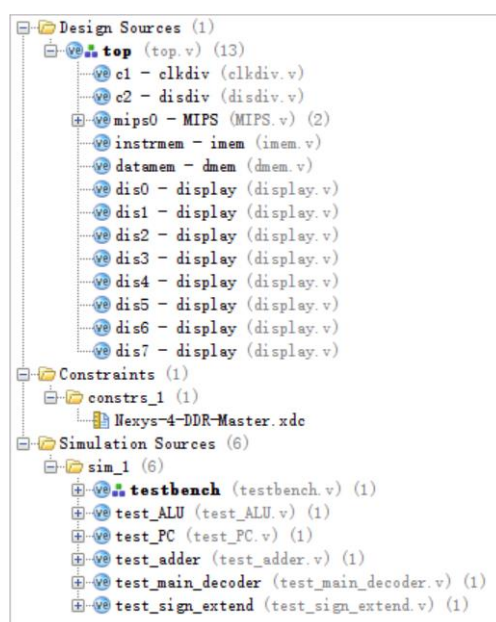 Design Sources (1)
top (top.v) (13)
c1 - clkdiv (clkdiv.v)
c2 - disdiv (disdiv.v)
mips0 - MIPS (MIPS.v) (2)
instrmem - imem (imem.v)
datamem - dmem (dmem.v)
dis0 - display (display.v)
dis1 - display (display.v)
dis2 - display (display.v)
dis3 - display (display.v)
dis4 - display (display.v)
dis5 - display (display.v)
dis6 - display (display.v)
dis7 - display (display.v)
Constraints (1)
constrs_1 (1)
Nexys-4-DDR-Master.xdc
Simulation Sources (6)
sim_1 (6)
testbench (testbench.v) (1)
test_ALU (test_ALU.v) (1)
test_PC (test_PC.v) (1)
test_adder (test_adder.v) (1)
test_main_decoder (test_main_decoder.v) (1)
test_sign_extend (test_sign_extend.v) (1)